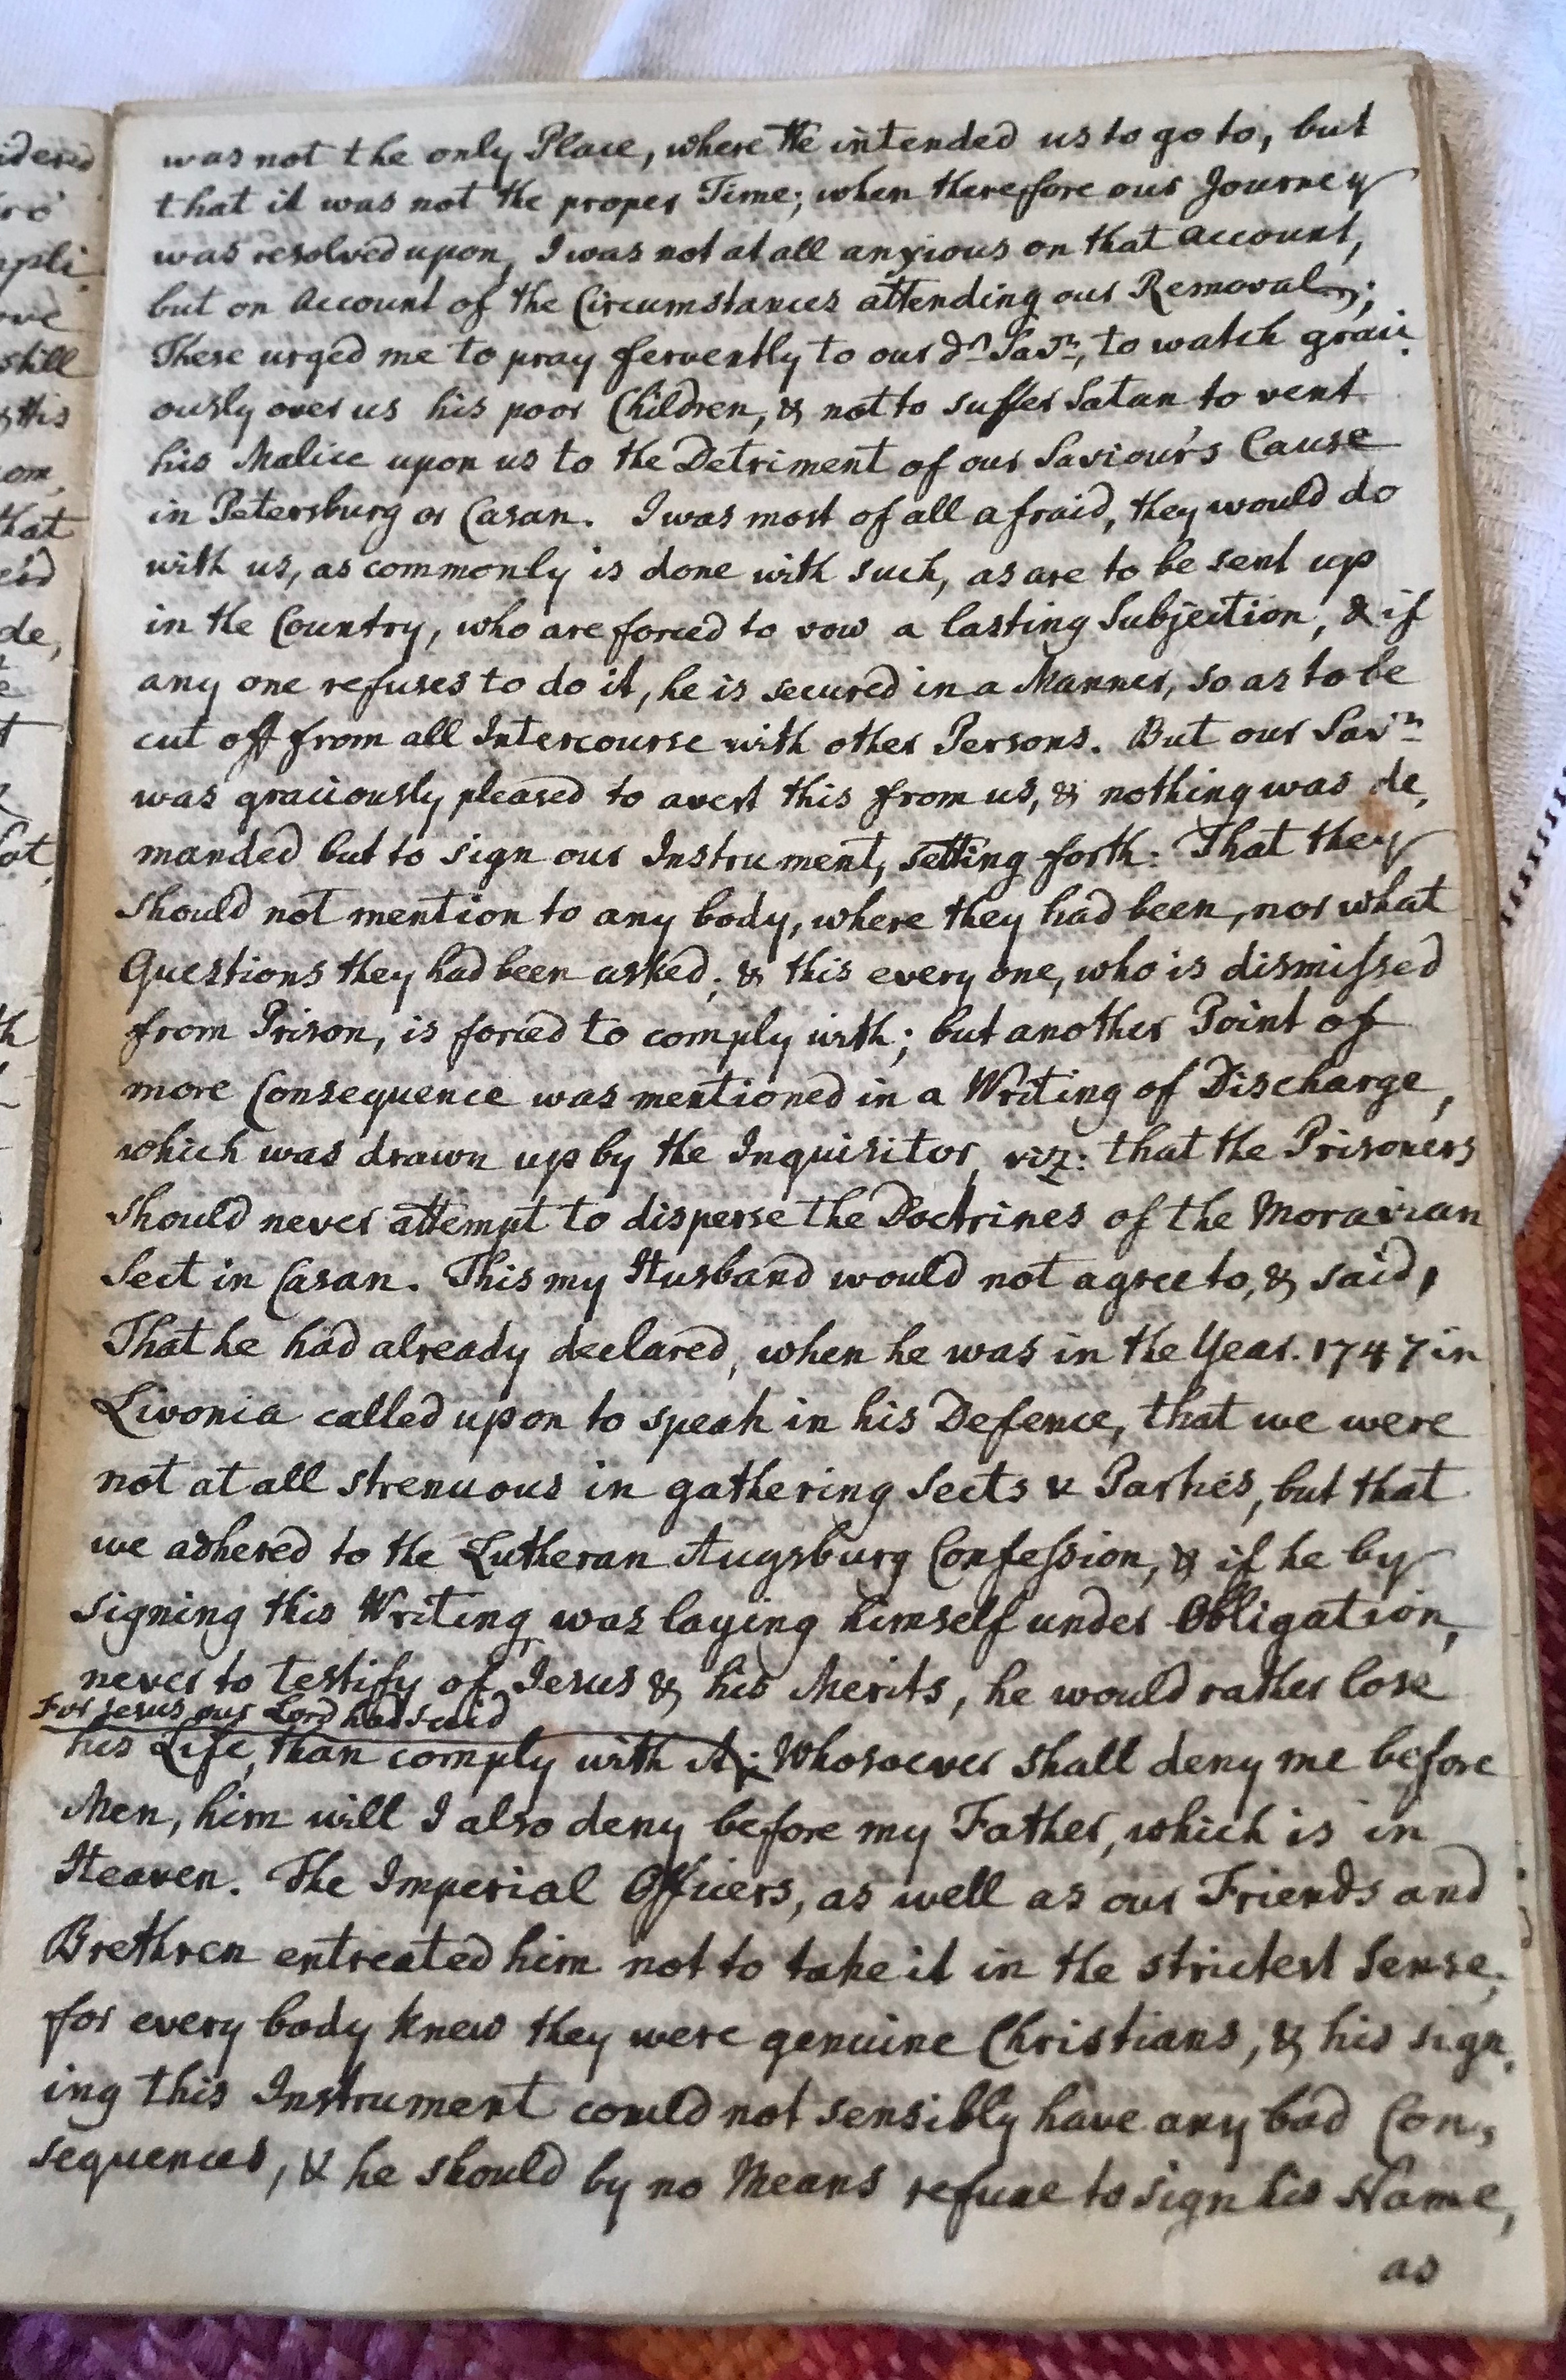 was not the only Place, where He intended us to go to, but
that it was not the proper Time; when therefore our Journey
was resolved upon, I was not at all anxious on that account,
but on account of the Circumstances attending our Removal;
These urged me to pray fervently to our dr. Savr., to watch graci
ously over us his poor Children, & not to suffer Satan to vent
his Malice upon us to the Detriment of our Saviour's Cause
in Petersburg or Casan. I was most of all afraid, they would do
with us, as commonly is done with such, as are to be sent up
in the Country, who are forced to vow a lasting Subjection, & if
any one refuses to do it, he is secured in a Manner, so as to be
cut off from all Intercourse with other Persons. But our Savr.
was graciously pleased to avert this from us, & nothing was de,
manded but to sign our Instrument, setting forth: That they
should not mention to any body, where they had been, nor what
Questions they had been asked; & this every one, who is dismissed
from Prison, is forced to comply with; but another Point of
more Consequence was mentioned in a Writing of Discharge,
which was drawn up by the Inquisitor, viz: that the Prisoners
should never attempt to disperse the Doctrines of the Moravian
Sect in Casan. This my Husband would not agree to, & said,
That he had already declared, when he was in the Year. 1747 in
Livonia called upon to speak in his Defence, that we were
not at all strenuous in gathering Sects & Parties, but that
we adhered to the Lutheran Augsburg Confession, & if he by
signing this Writing was laying himself under Obligation,
never to testify of Jesus & his Merits, he would rather lose
For Jesus our Lord had said
his Life, than comply with it; Whosoever shall deny me before
Men, him will I also deny before my Father, which is in
Heaven. The Imperial Officers, as well as our Friends and
Brethren entreated him not to take it in the strictest Sense,
for every body knew they were genuine Christians, & his sign,
ing this Instrument could not sensibly have any bad Con,
sequences, & he should by no Means refuse to sign his Name,
as
idered
pli
ove
still
& His
om,
that
de,